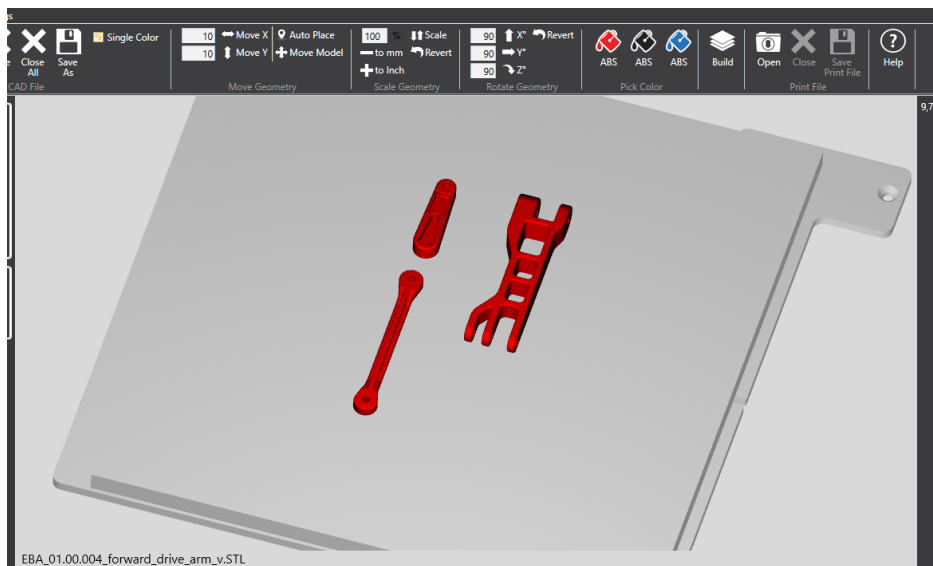 gs
Close All
Save As
Single Color
CAD File
10 Move X
10 Move Y
Auto Place
Move Model
Move Geometry
100 % Scale
to mm Revert
to Inch
Scale Geometry
90 X° Revert
90 Y°
90 Z°
Rotate Geometry
ABS ABS ABS
Pick Color
Build
Open Close Save Print File
Print File
Help
9,7
EBA_01.00.004_forward_drive_arm_v.STL